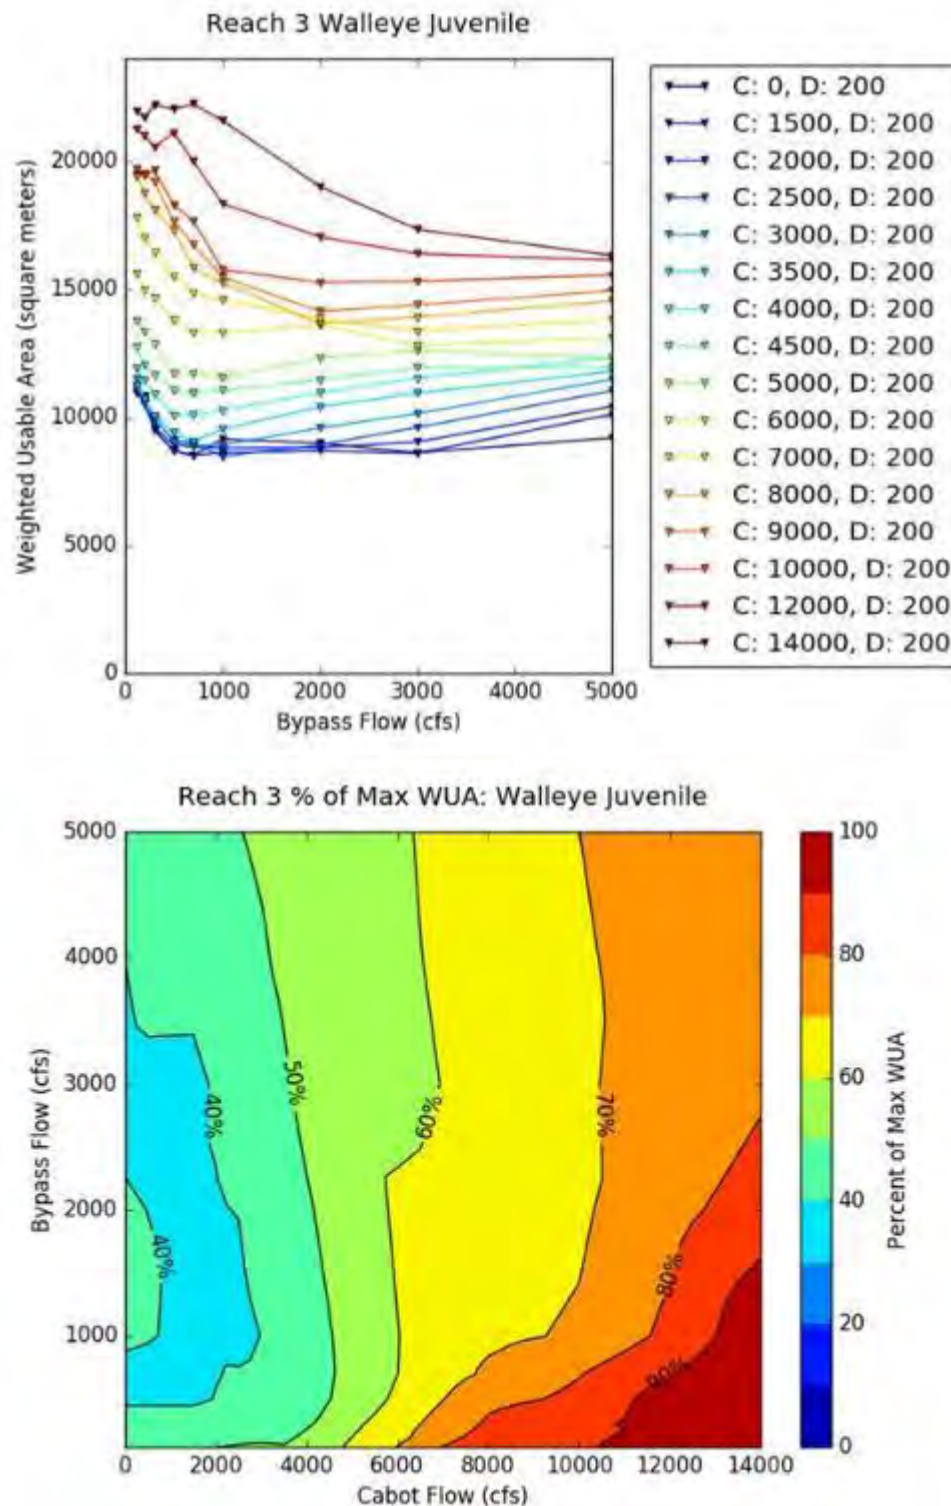 Reach 3 Walleye Juvenile
Weighted Usable Area (square meters)
20000
15000
10000
5000
0
0 1000 2000 3000 4000 5000
Bypass Flow (cfs)
C: 0, D: 200
C: 1500, D: 200
C: 2000, D: 200
C: 2500, D: 200
C: 3000, D: 200
C: 3500, D: 200
C: 4000, D: 200
C: 4500, D: 200
C: 5000, D: 200
C: 6000, D: 200
C: 7000, D: 200
C: 8000, D: 200
C: 9000, D: 200
C: 10000, D: 200
C: 12000, D: 200
C: 14000, D: 200
Reach 3 % of Max WUA: Walleye Juvenile
Bypass Flow (cfs)
5000
4000
3000
2000
1000
40%
50%
60%
70%
40%
80%
90%
0 2000 4000 6000 8000 10000 12000 14000
Cabot Flow (cfs)
100
80
60
40
20
0
Percent of Max WUA